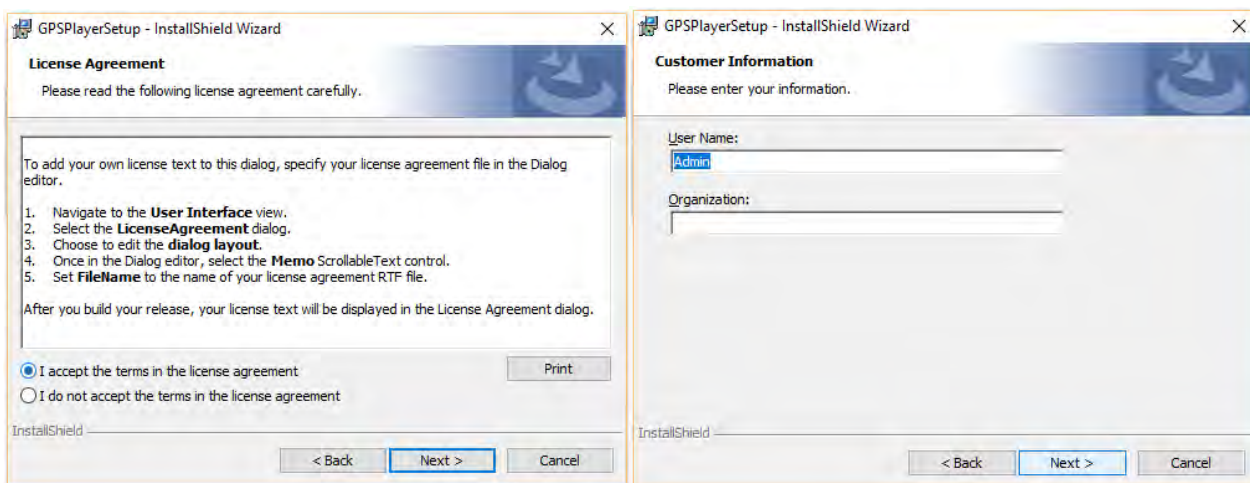 GPSPlayerSetup - InstallShield Wizard
License Agreement
Please read the following license agreement carefully.
To add your own license text to this dialog, specify your license agreement file in the Dialog
editor.
1. Navigate to the User Interface view.
2. Select the LicenseAgreement dialog.
3. Choose to edit the dialog layout.
4. Once in the Dialog editor, select the Memo ScrollableText control.
5. Set FileName to the name of your license agreement RTF file.
After you build your release, your license text will be displayed in the License Agreement dialog.
I accept the terms in the license agreement
Print
I do not accept the terms in the license agreement
InstallShield
< Back Next > Cancel
GPSPlayerSetup - InstallShield Wizard
Customer Information
Please enter your information.
User Name:
Admin
Organization:
InstallShield
< Back Next > Cancel